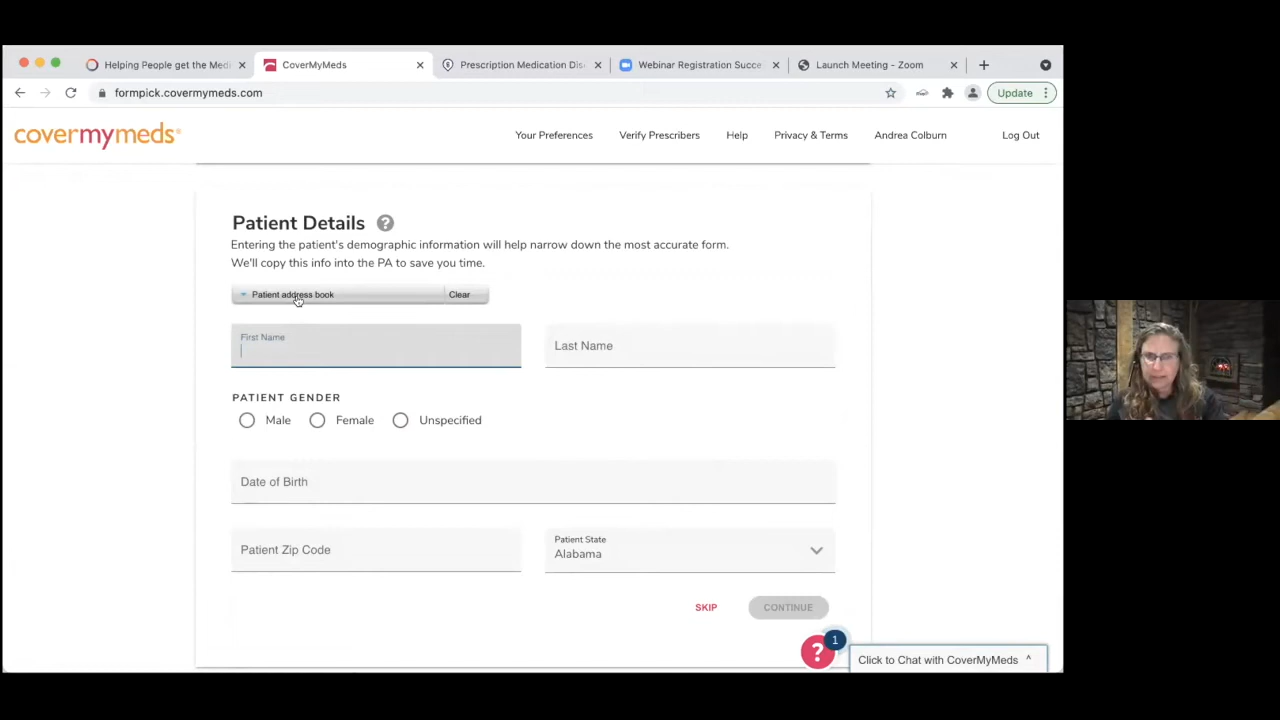 Helping People get the Medi
CoverMyMeds
Prescription Medication Dis
Webinar Registration Succe
Launch Meeting - Zoom
formpick.covermymeds.com
Update
covermymeds®
Your Preferences
Verify Prescribers
Help
Privacy & Terms
Andrea Colburn
Log Out
Patient Details ?
Entering the patient's demographic information will help narrow down the most accurate form.
We'll copy this info into the PA to save you time.
Patient address book
Clear
First Name
Last Name
PATIENT GENDER
Male
Female
Unspecified
Date of Birth
Patient Zip Code
Patient State
Alabama
SKIP
CONTINUE
1
?
Click to Chat with CoverMyMeds ^